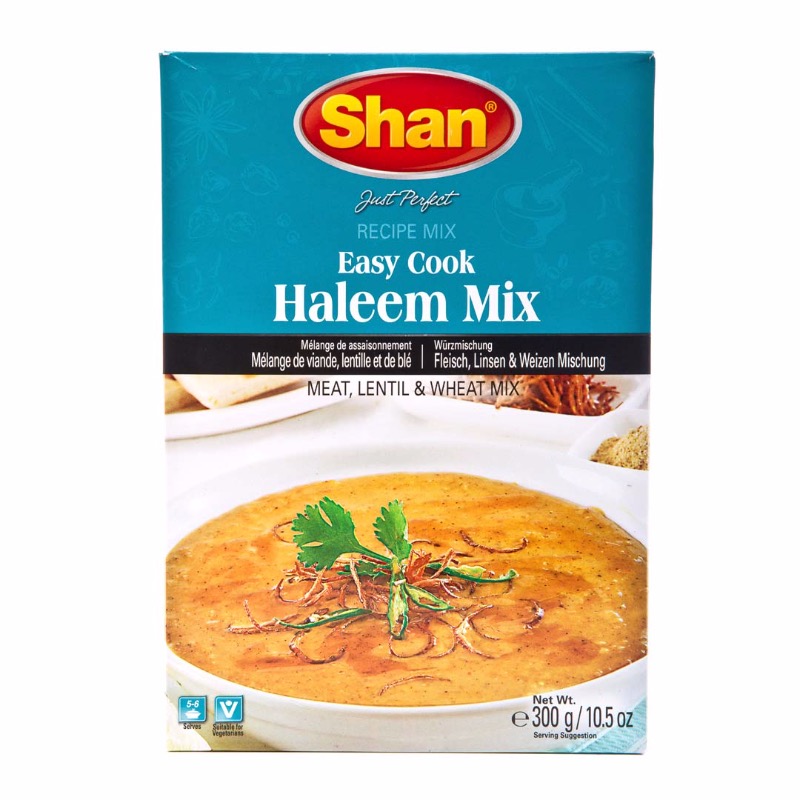 Shan®
Just Perfect
RECIPE MIX
Easy Cook
Haleem Mix
Mélange de assaisonnement
Mélange de viande, lentille et de blé
Würzmischung
Fleisch, Linsen & Weizen Mischung
MEAT, LENTIL & WHEAT MIX
5-6
Serves
V
Suitable for
Vegetarians
Net Wt.
℮ 300 g / 10.5 oz
Serving Suggestion